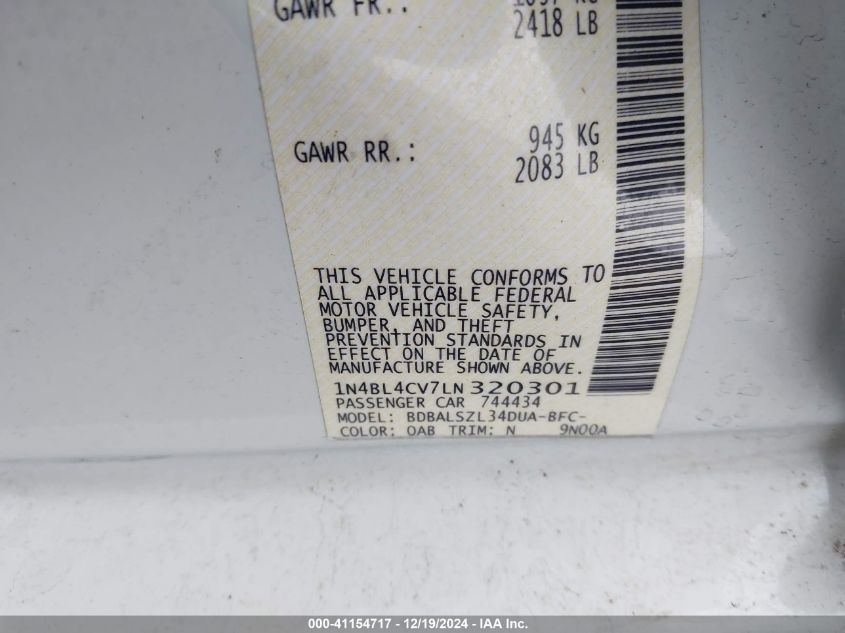 GAWR FR.:
2418 LB
GAWR RR.: 945 KG
2083 LB
THIS VEHICLE CONFORMS TO
ALL APPLICABLE FEDERAL
MOTOR VEHICLE SAFETY,
BUMPER, AND THEFT
PREVENTION STANDARDS IN
EFFECT ON THE DATE OF
MANUFACTURE SHOWN ABOVE.
1N4BL4CV7LN320301
PASSENGER CAR 744434
MODEL: BDBALSZL34DUA-BFC-
COLOR: QAB TRIM: N 9N00A
000-41154717 - 12/19/2024 - IAA Inc.